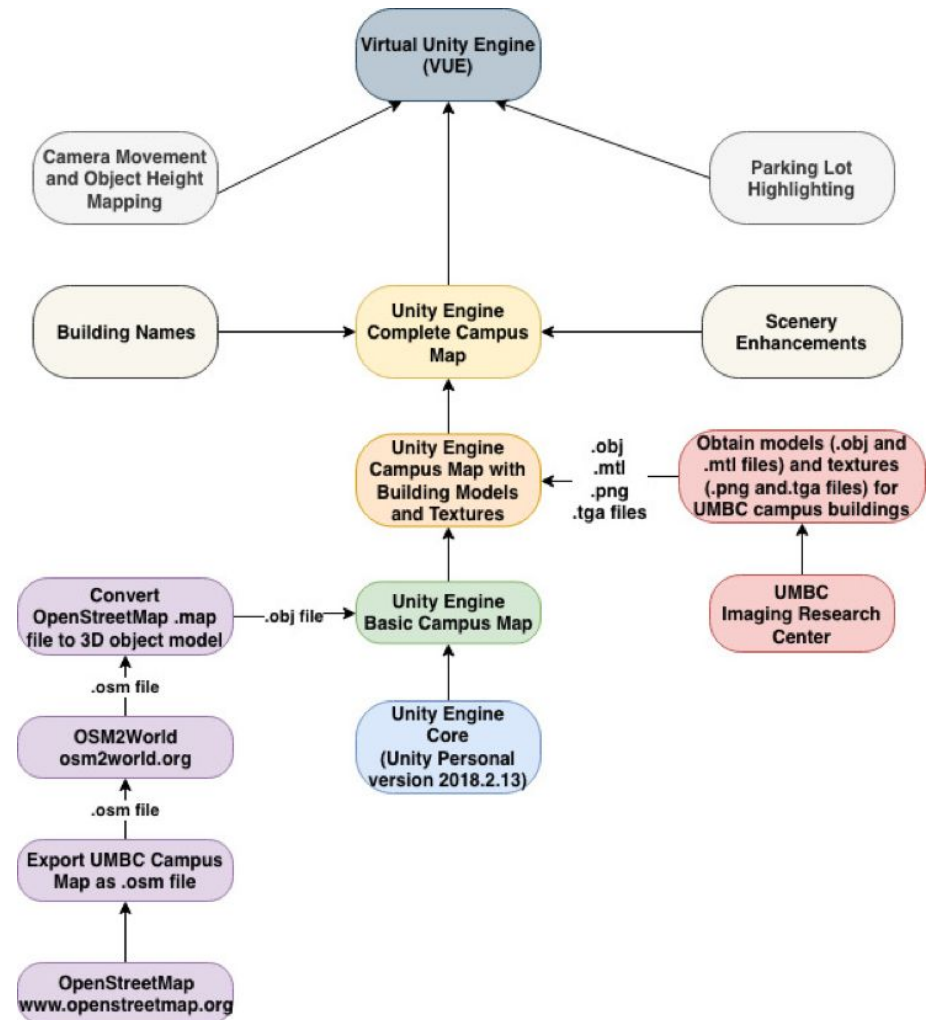 Virtual Unity Engine
(VUE)
Camera Movement
and Object Height
Mapping
Parking Lot
Highlighting
Building Names
Unity Engine
Complete Campus
Map
Scenery
Enhancements
Unity Engine
Campus Map with
Building Models
and Textures
.obj
.mtl
.png
.tga files
Obtain models (.obj and
.mtl files) and textures
(.png and.tga files) for
UMBC campus buildings
Convert
OpenStreetMap .map
file to 3D object model
.obj file
Unity Engine
Basic Campus Map
UMBC
Imaging Research
Center
.osm file
OSM2World
osm2world.org
Unity Engine
Core
(Unity Personal
version 2018.2.13)
.osm file
Export UMBC Campus
Map as .osm file
OpenStreetMap
www.openstreetmap.org